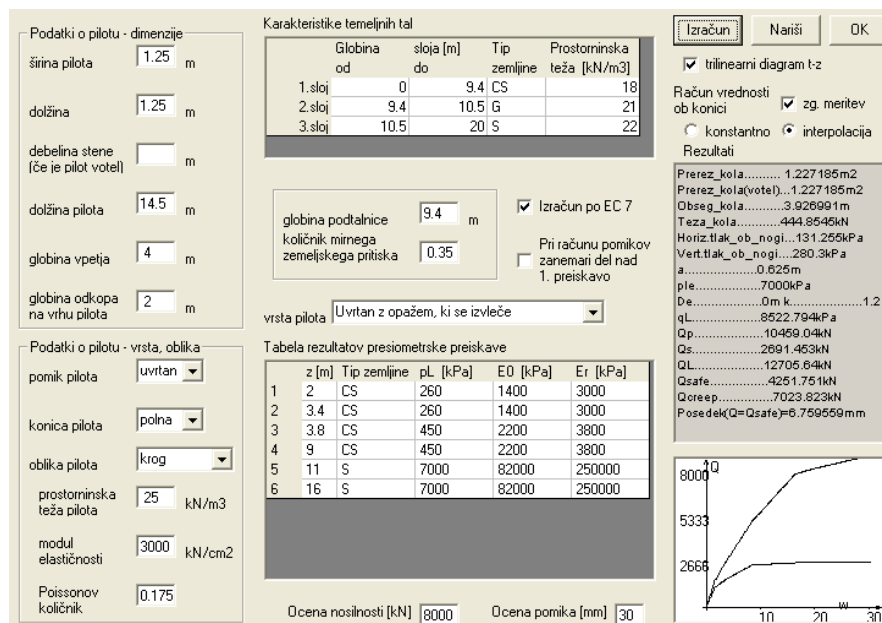 Podatki o pilotu - dimenzije
širina pilota 1.25 m
dolžina 1.25 m
debelina stene
(če je pilot votel) m
dolžina pilota 14.5 m
globina vpetja 4 m
globina odkopa
na vrhu pilota 2 m
Podatki o pilotu - vrsta, oblika
pomik pilota uvrtan
konica pilota polna
oblika pilota krog
prostorninska
teža pilota 25 kN/m3
modul
elastičnosti 3000 kN/cm2
Poissonov
količnik 0.175
Karakteristike temeljnih tal
Globina sloja [m] Tip Prostorninska
od do zemljine teža [kN/m3]
1.sloj 0 9.4 CS 18
2.sloj 9.4 10.5 G 21
3.sloj 10.5 20 S 22
globina podtalnice 9.4 m
količnik mirnega
zemeljskega pritiska 0.35
Izračun po EC 7
Pri računu pomikov
zanemari del nad
1. preiskavo
vrsta pilota Uvrtan z opažem, ki se izvleče
Tabela rezultatov presiometrske preiskave
z [m] Tip zemljine pL [kPa] E0 [kPa] Er [kPa]
1 2 CS 260 1400 3000
2 3.4 CS 260 1400 3000
3 3.8 CS 450 2200 3800
4 9 CS 450 2200 3800
5 11 S 7000 82000 250000
6 16 S 7000 82000 250000
Ocena nosilnosti [kN] 8000 Ocena pomika [mm] 30
Izračun Nariši OK
trilinearni diagram t-z
Račun vrednosti
ob konici zg. meritev
konstantno interpolacija
Rezultati
Prerez_kola.......... 1.227185m2
Prerez_kola(votel)...1.227185m2
Obseg_kola..........3.926991m
Teza_kola..........444.8545kN
Horiz.tlak_ob_nogi...131.255kPa
Vert.tlak_ob_nogi....280.3kPa
a..................0.625m
ple.................7000kPa
De.................0m k..............1.2
qL.................8522.794kPa
Qp.................10459.04kN
Qs.................2691.453kN
QL.................12705.64kN
Qsafe..............4251.751kN
Qcreep.............7023.823kN
Posedek(Q=Qsafe)=6.759559mm
Q
8000
5333
2666
10 20 30
w